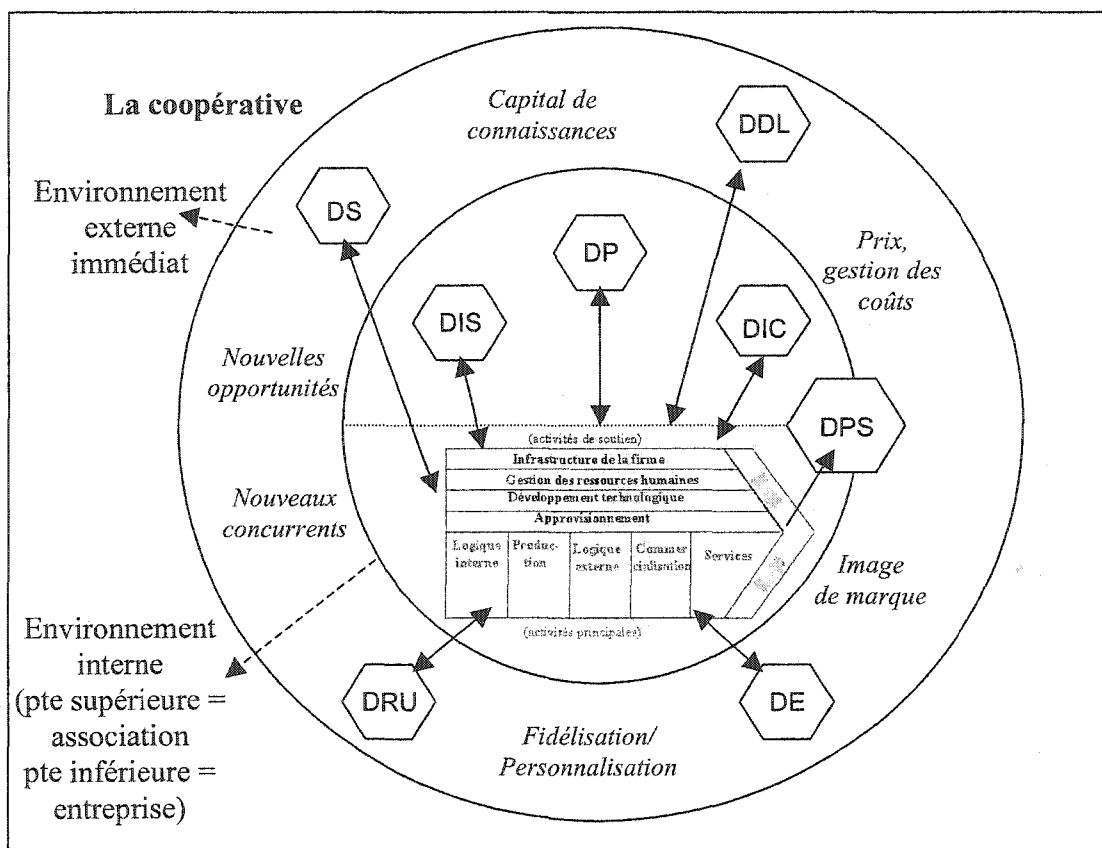 La coopérative
Capital de
connaissances
DDL
Environnement
externe
immédiat
DS
DP
Prix,
gestion des
coûts
DIS
DIC
Nouvelles
opportunités
DPS
(activités de soutien)
Infrastructure de la firme
Gestion des ressources humaines
Développement technologique
Approvisionnement
Nouveaux
concurrents
Logique
interne
Produc-
tion
Logique
externe
Commer
cialisation
Services
Image
de marque
(activités principales)
Environnement
interne
(pte supérieure =
association
pte inférieure =
entreprise)
DRU
DE
Fidélisation/
Personnalisation